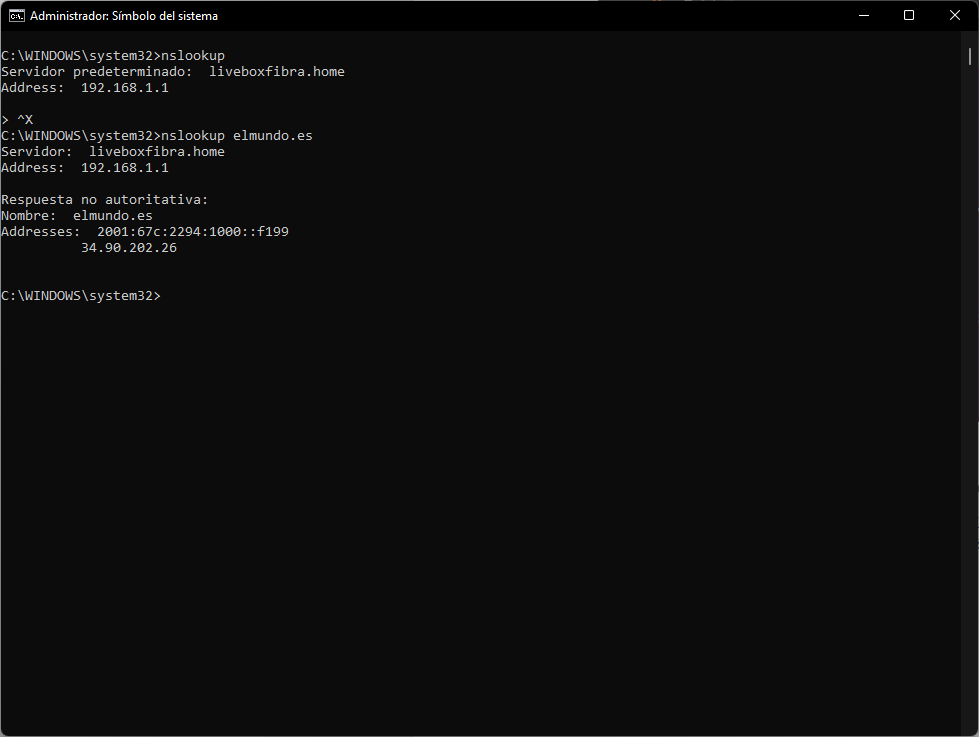 Administrador: Símbolo del sistema
C:\WINDOWS\system32>nslookup
Servidor predeterminado:  liveboxfibra.home
Address:  192.168.1.1
> ^X
C:\WINDOWS\system32>nslookup elmundo.es
Servidor:  liveboxfibra.home
Address:  192.168.1.1
Respuesta no autoritativa:
Nombre:  elmundo.es
Addresses:  2001:67c:2294:1000::f199
34.90.202.26
C:\WINDOWS\system32>